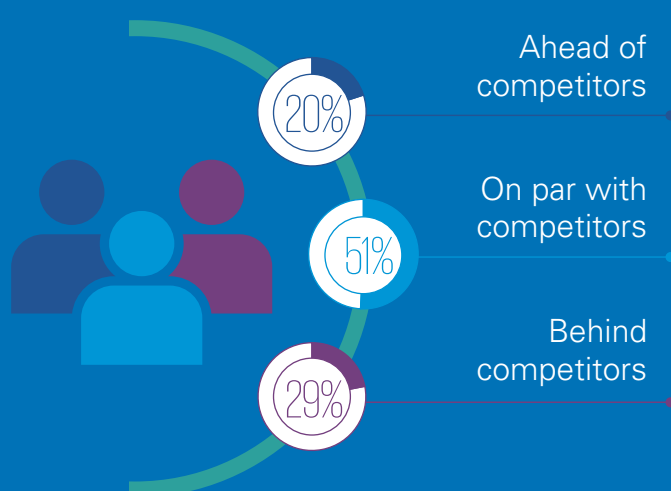 20%
Ahead of
competitors
51%
On par with
competitors
29%
Behind
competitors